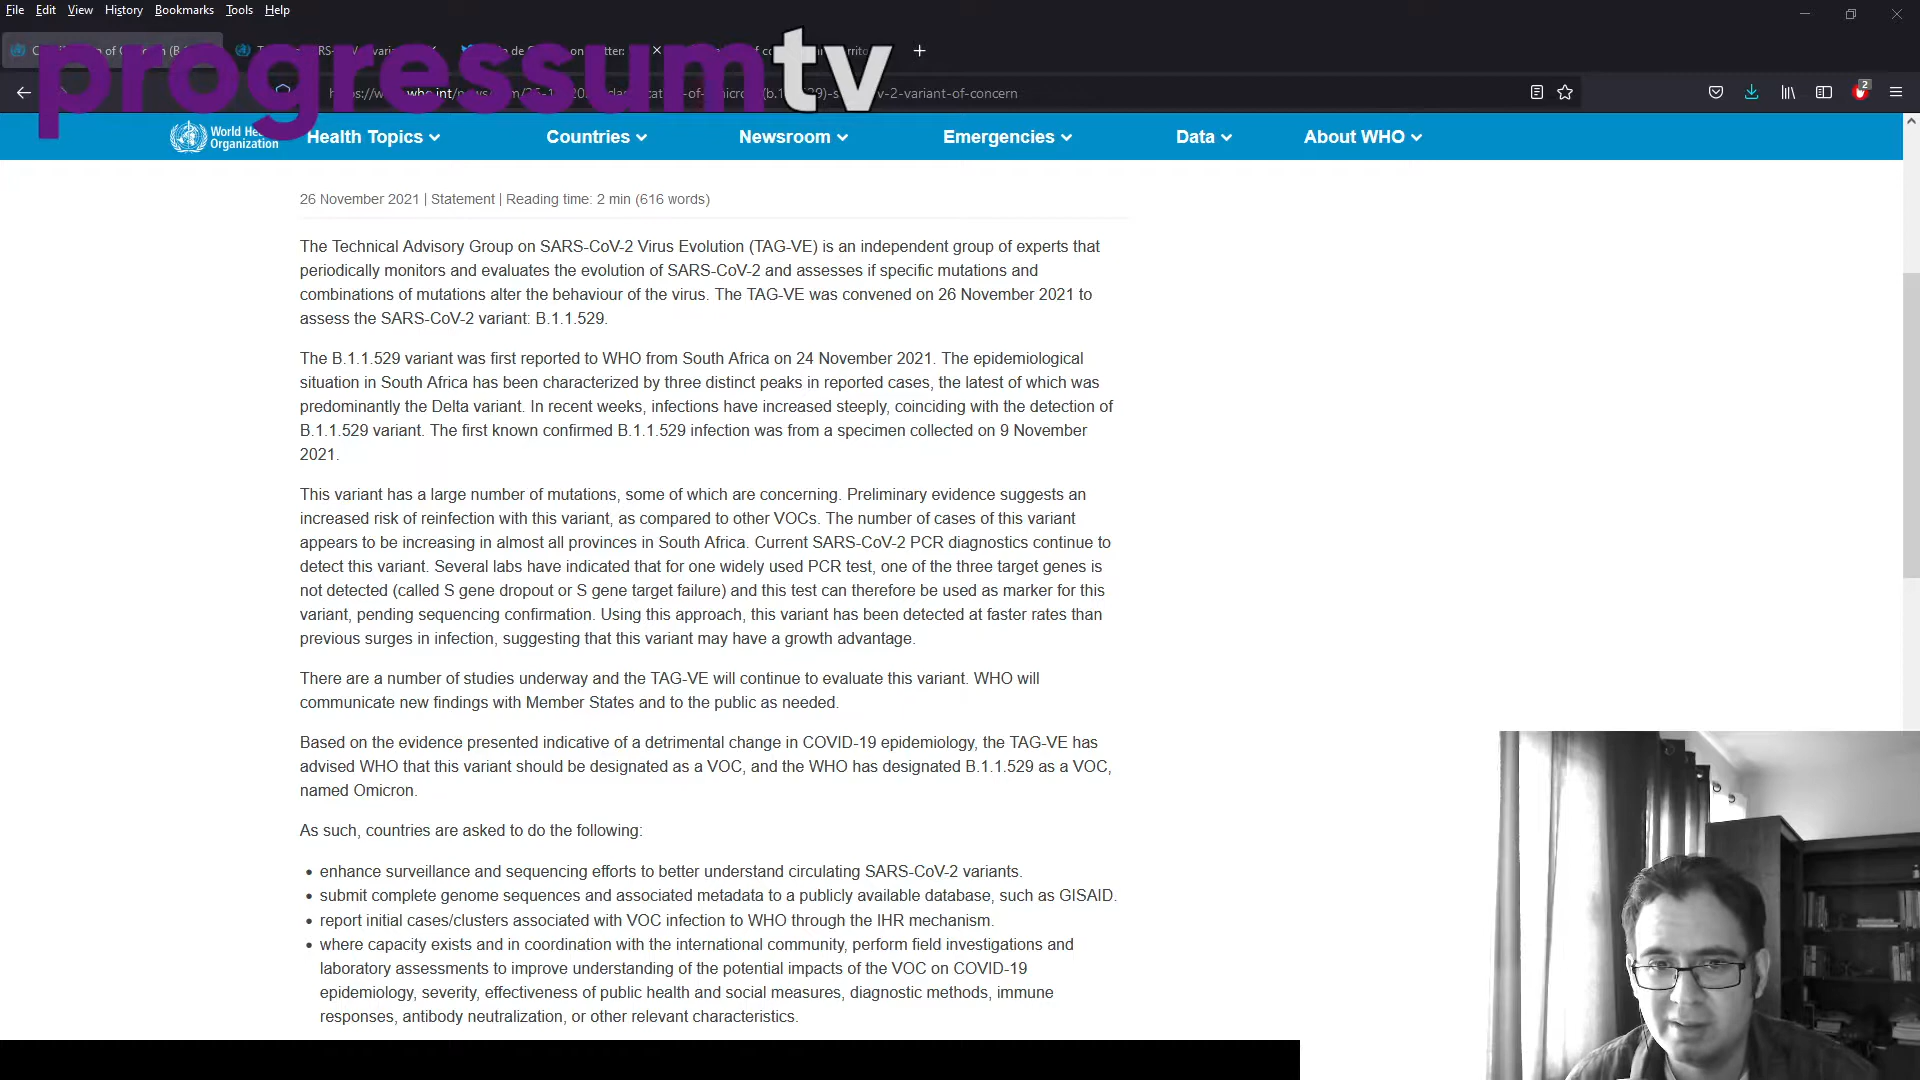 File Edit View History Bookmarks Tools Help
progressumtv
2
World Health Topics Countries Newsroom Emergencies Data About WHO
Organization
26 November 2021 | Statement | Reading time: 2 min (616 words)
The Technical Advisory Group on SARS-CoV-2 Virus Evolution (TAG-VE) is an independent group of experts that
periodically monitors and evaluates the evolution of SARS-CoV-2 and assesses if specific mutations and
combinations of mutations alter the behaviour of the virus. The TAG-VE was convened on 26 November 2021 to
assess the SARS-CoV-2 variant: B.1.1.529.
The B.1.1.529 variant was first reported to WHO from South Africa on 24 November 2021. The epidemiological
situation in South Africa has been characterized by three distinct peaks in reported cases, the latest of which was
predominantly the Delta variant. In recent weeks, infections have increased steeply, coinciding with the detection of
B.1.1.529 variant. The first known confirmed B.1.1.529 infection was from a specimen collected on 9 November
2021.
This variant has a large number of mutations, some of which are concerning. Preliminary evidence suggests an
increased risk of reinfection with this variant, as compared to other VOCs. The number of cases of this variant
appears to be increasing in almost all provinces in South Africa. Current SARS-CoV-2 PCR diagnostics continue to
detect this variant. Several labs have indicated that for one widely used PCR test, one of the three target genes is
not detected (called S gene dropout or S gene target failure) and this test can therefore be used as marker for this
variant, pending sequencing confirmation. Using this approach, this variant has been detected at faster rates than
previous surges in infection, suggesting that this variant may have a growth advantage.
There are a number of studies underway and the TAG-VE will continue to evaluate this variant. WHO will
communicate new findings with Member States and to the public as needed.
Based on the evidence presented indicative of a detrimental change in COVID-19 epidemiology, the TAG-VE has
advised WHO that this variant should be designated as a VOC, and the WHO has designated B.1.1.529 as a VOC,
named Omicron.
As such, countries are asked to do the following:
• enhance surveillance and sequencing efforts to better understand circulating SARS-CoV-2 variants.
• submit complete genome sequences and associated metadata to a publicly available database, such as GISAID.
• report initial cases/clusters associated with VOC infection to WHO through the IHR mechanism.
• where capacity exists and in coordination with the international community, perform field investigations and
laboratory assessments to improve understanding of the potential impacts of the VOC on COVID-19
epidemiology, severity, effectiveness of public health and social measures, diagnostic methods, immune
responses, antibody neutralization, or other relevant characteristics.